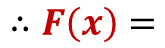 ∴ F(x) =